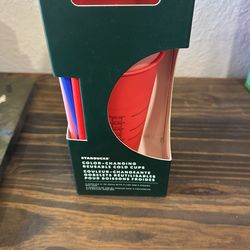 STARBUCKS®
COLOR-CHANGING
REUSABLE COLD CUPS
COULEUR-CHANGEANTE
GOBELETS RÉUTILISABLES
POUR BOISSONS FROIDES